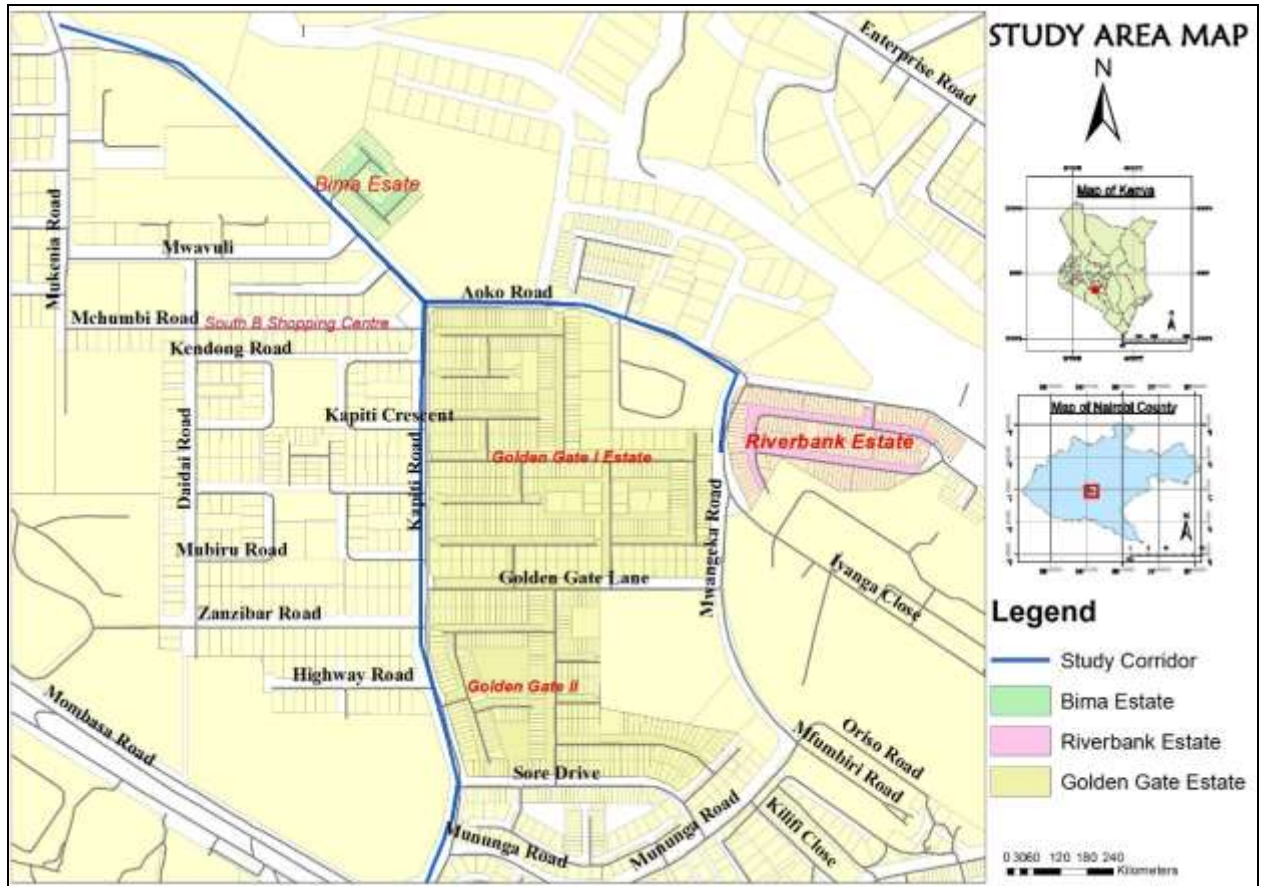 STUDY AREA MAP
N
Enterprise Road
Bima Esate
Mukenia Road
Mwavuli
Aoko Road
Mchumbi Road
South B Shopping Centre
Kendong Road
Kapiti Crescent
Kapiti Road
Daidai Road
Golden Gate I Estate
Riverbank Estate
Mwangeka Road
Mubiru Road
Golden Gate Lane
Iyanga Close
Zanzibar Road
Highway Road
Golden Gate II
Mombasa Road
Sore Drive
Oriso Road
Mfumbiri Road
Mununga Road
Mununga Road
Kilifi Close
Map of Kenya
Map of Nairobi County
Legend
Study Corridor
Bima Estate
Riverbank Estate
Golden Gate Estate
0 3060 120 180 240
Kilometers